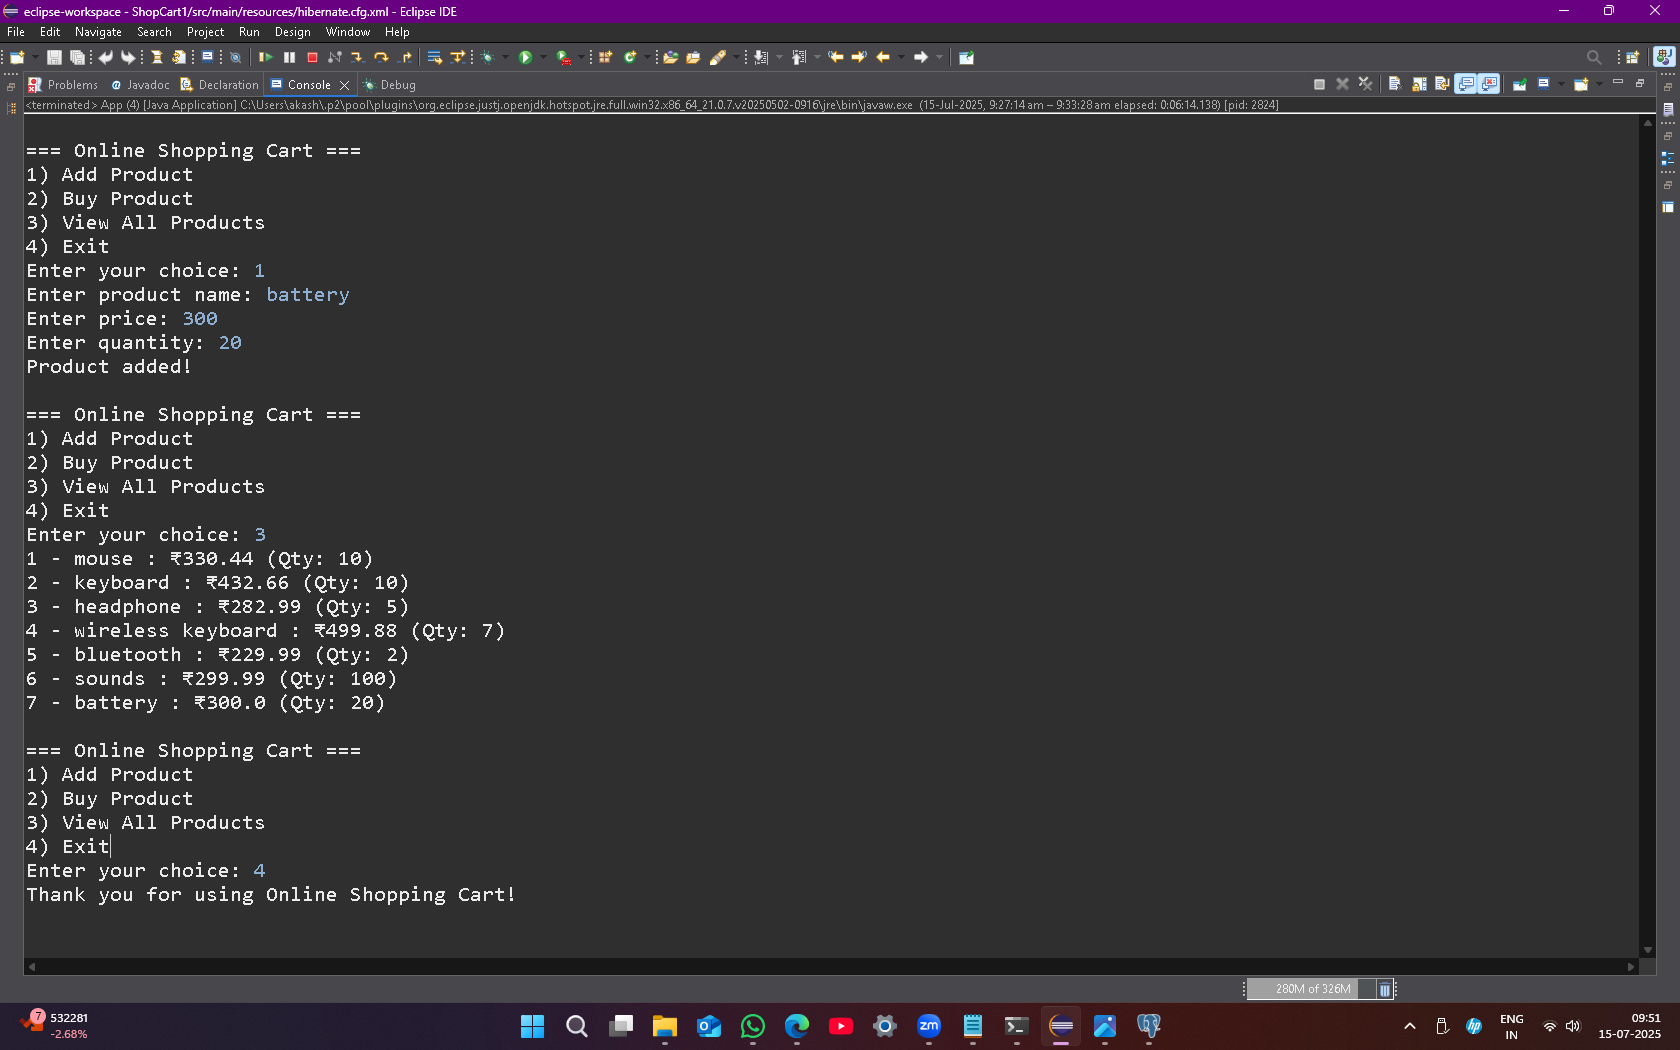 eclipse-workspace - ShopCart1/src/main/resources/hibernate.cfg.xml - Eclipse IDE
File Edit Navigate Search Project Run Design Window Help
Problems Javadoc Declaration Console Debug
<terminated> App (4) [Java Application] C:\Users\akash\.p2\pool\plugins\org.eclipse.justj.openjdk.hotspot.jre.full.win32.x86_64_21.0.7.v20250502-0916\jre\bin\javaw.exe (15-Jul-2025, 9:27:14 am – 9:33:28 am elapsed: 0:06:14.138) [pid: 2824]
=== Online Shopping Cart ===
1) Add Product
2) Buy Product
3) View All Products
4) Exit
Enter your choice: 1
Enter product name: battery
Enter price: 300
Enter quantity: 20
Product added!
=== Online Shopping Cart ===
1) Add Product
2) Buy Product
3) View All Products
4) Exit
Enter your choice: 3
1 - mouse : ₹330.44 (Qty: 10)
2 - keyboard : ₹432.66 (Qty: 10)
3 - headphone : ₹282.99 (Qty: 5)
4 - wireless keyboard : ₹499.88 (Qty: 7)
5 - bluetooth : ₹229.99 (Qty: 2)
6 - sounds : ₹299.99 (Qty: 100)
7 - battery : ₹300.0 (Qty: 20)
=== Online Shopping Cart ===
1) Add Product
2) Buy Product
3) View All Products
4) Exit
Enter your choice: 4
Thank you for using Online Shopping Cart!
280M of 326M
7 532281
-2.68%
zm
hp
ENG
IN
09:51
15-07-2025